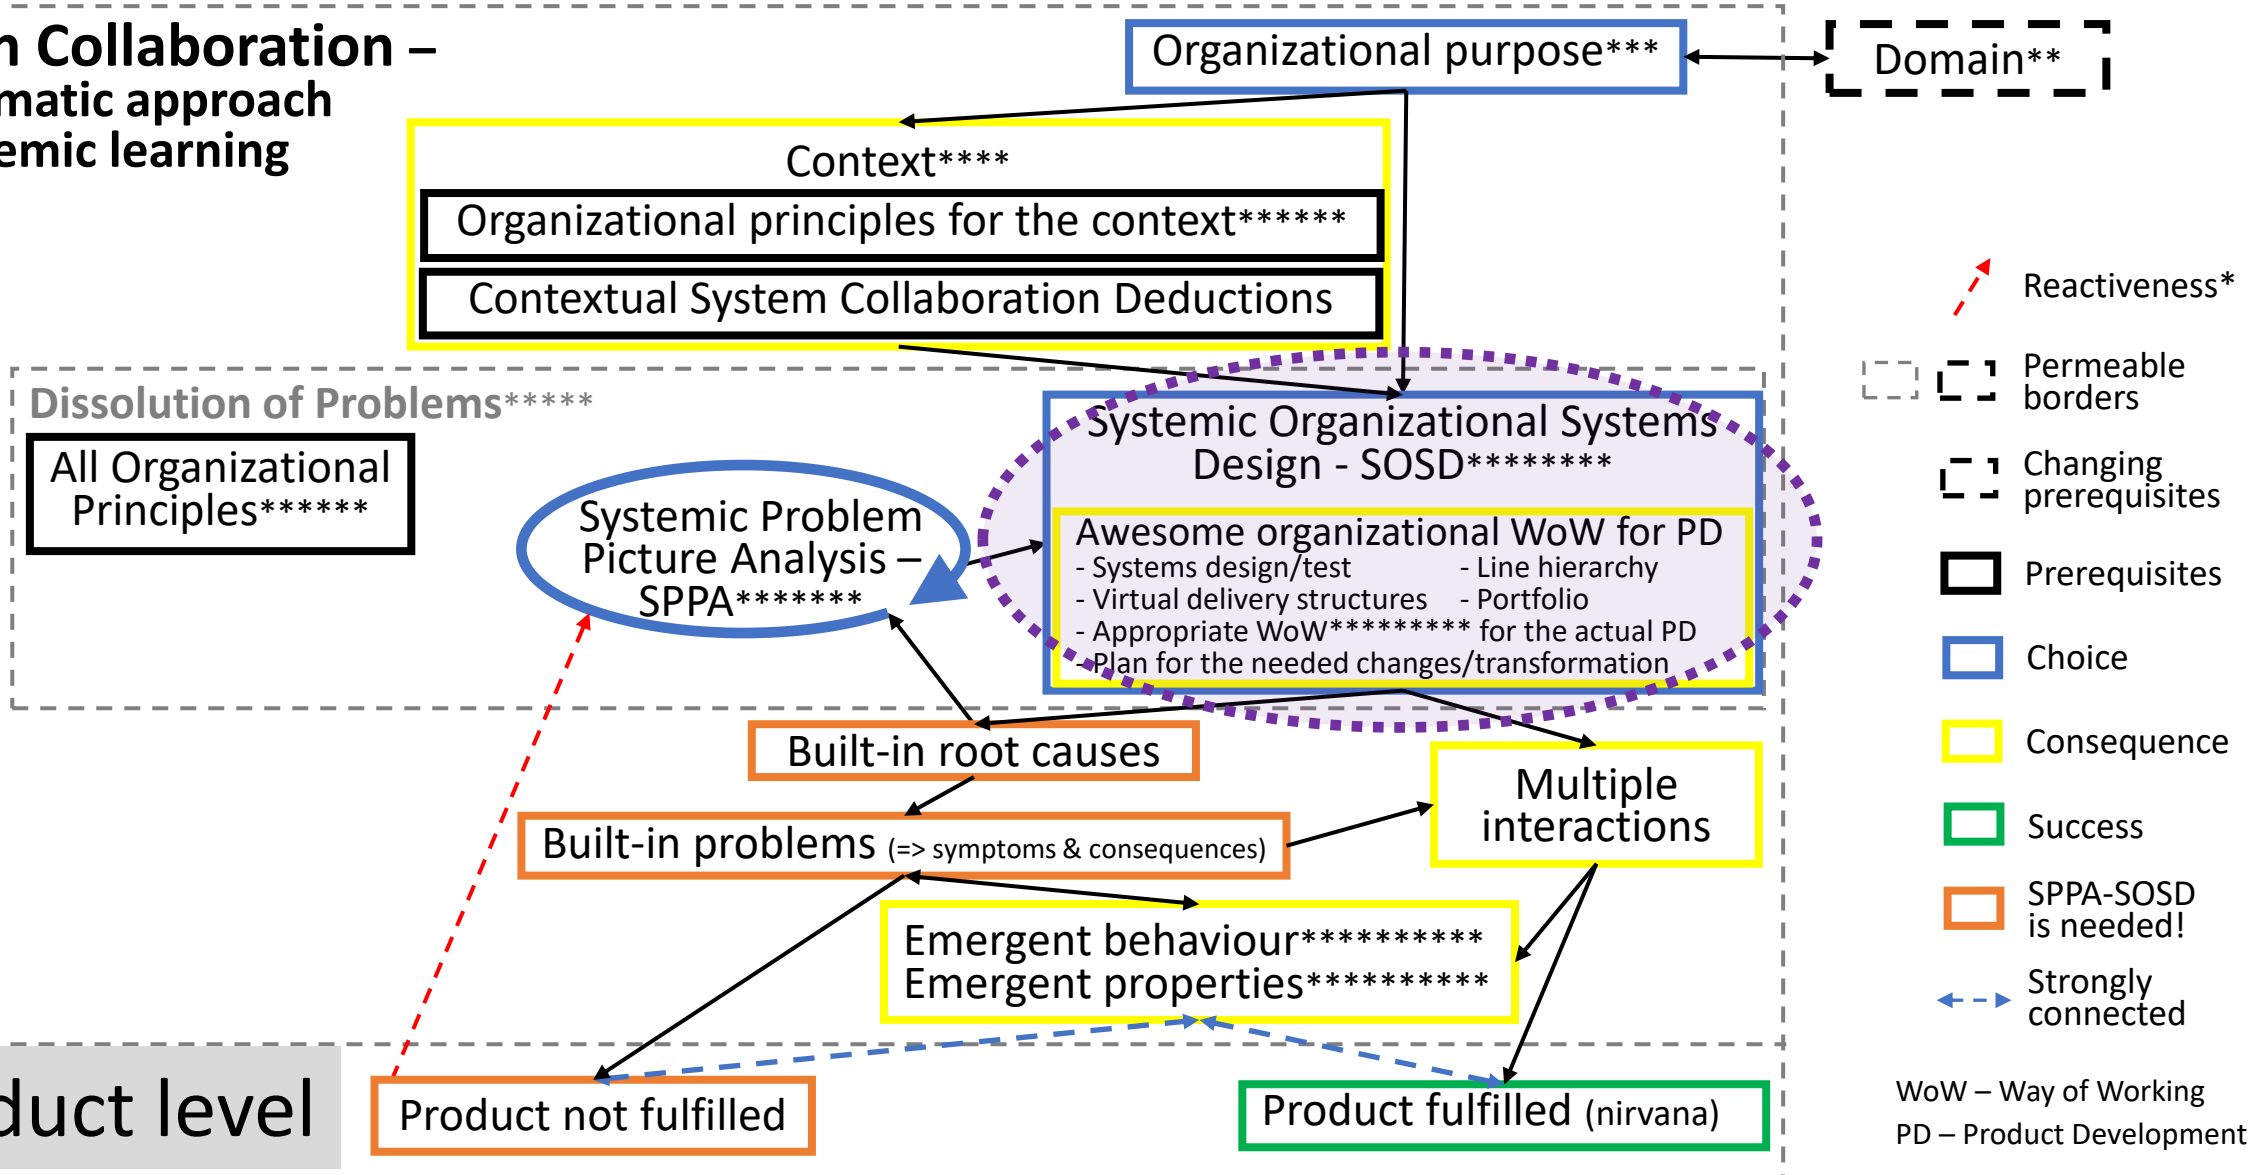 n Collaboration –
matic approach
emic learning
Organizational purpose***
Domain**
Context****
Organizational principles for the context******
Contextual System Collaboration Deductions
Dissolution of Problems*****
All Organizational
Principles******
Systemic Problem
Picture Analysis –
SPPA*******
Systemic Organizational Systems
Design - SOSD********
Awesome organizational WoW for PD
- Systems design/test - Line hierarchy
- Virtual delivery structures - Portfolio
- Appropriate WoW********* for the actual PD
- Plan for the needed changes/transformation
Built-in root causes
Built-in problems (=> symptoms & consequences)
Multiple
interactions
Emergent behaviour**********
Emergent properties**********
duct level
Product not fulfilled
Product fulfilled (nirvana)
Reactiveness*
Permeable
borders
Changing
prerequisites
Prerequisites
Choice
Consequence
Success
SPPA-SOSD
is needed!
Strongly
connected
WoW – Way of Working
PD – Product Development